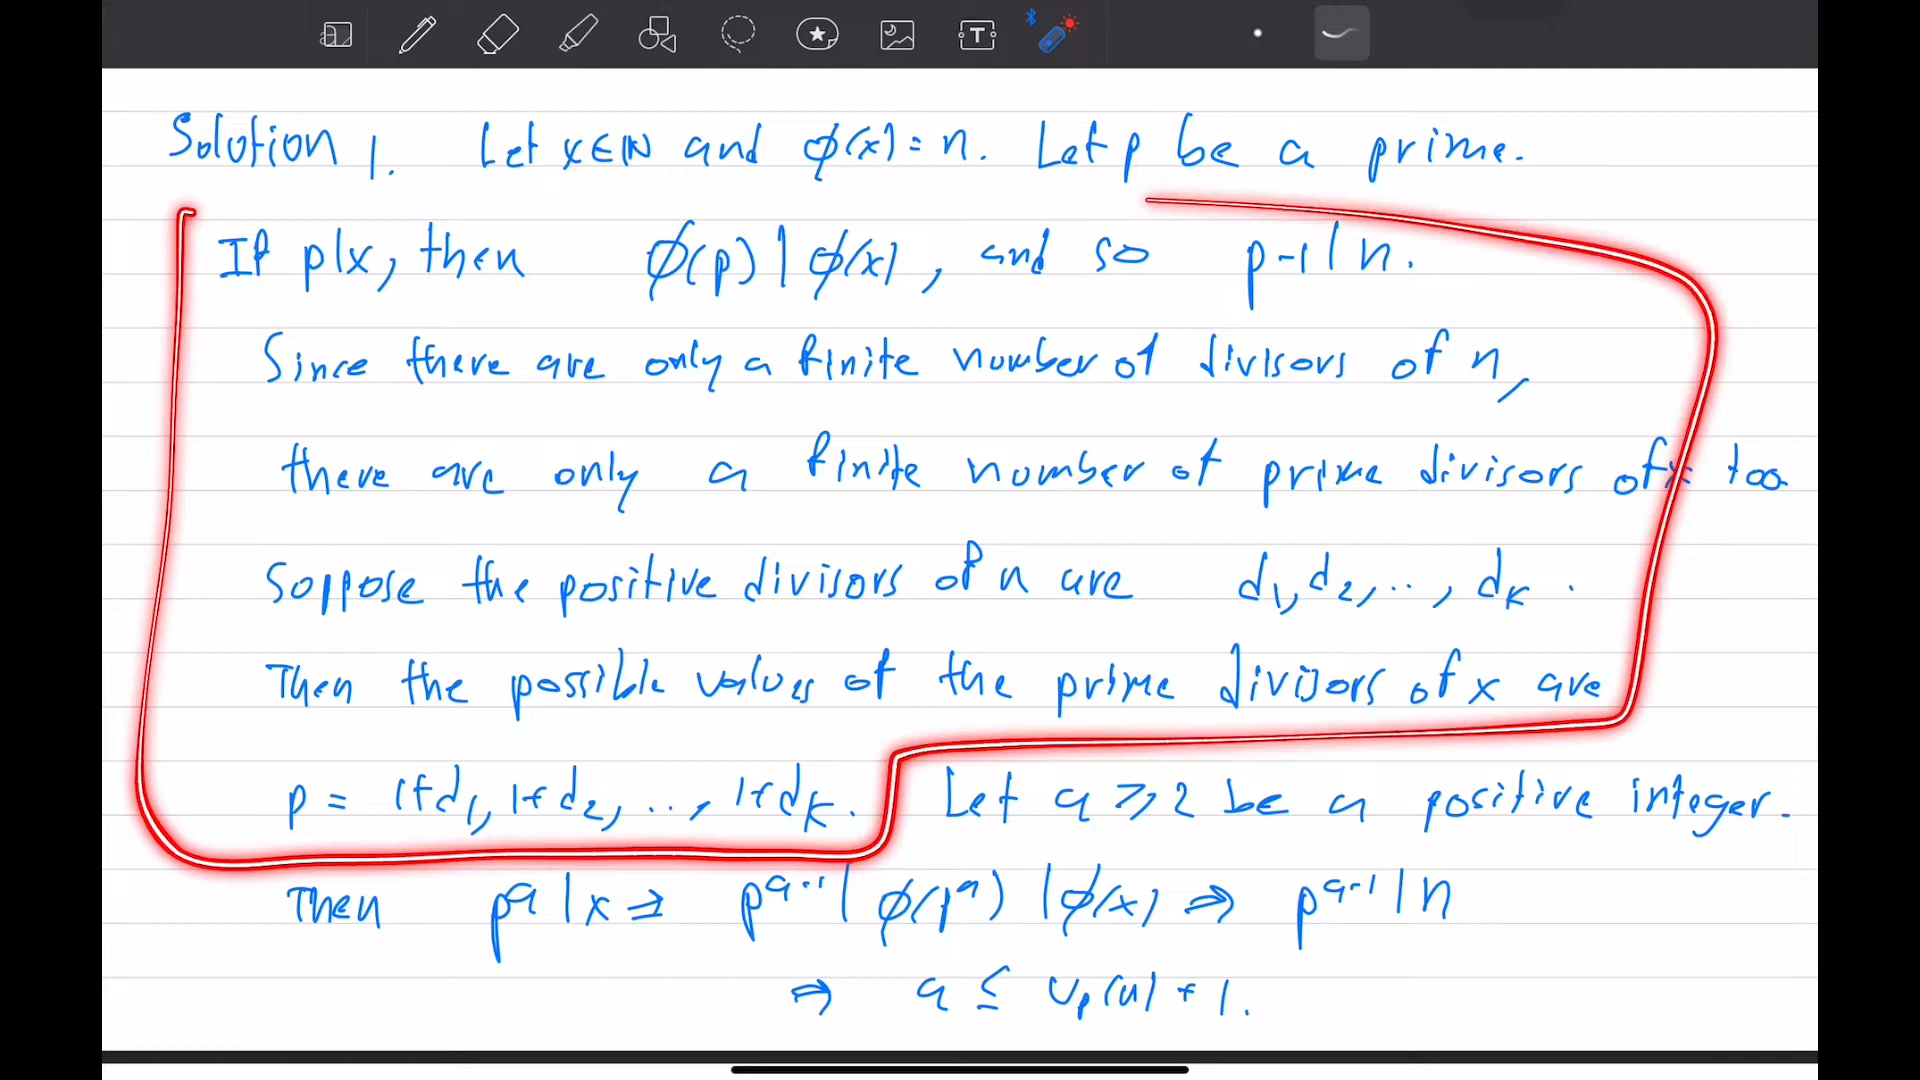 Solution 1. Let x∈ℕ and ϕ(x)=n. Let p be a prime.
If p|x, then ϕ(p) | ϕ(x), and so p-1 | n.
Since there are only a finite number of divisors of n,
there are only a finite number of prime divisors of x too
Suppose the positive divisors of n are d₁, d₂, .., dₖ.
Then the possible values of the prime divisors of x are
p = 1+d₁, 1+d₂, .., 1+dₖ. Let a ⩾ 2 be a positive integer.
Then pᵃ | x ⇒ pᵃ⁻¹ | ϕ(pᵃ) | ϕ(x) ⇒ pᵃ⁻¹ | n
⇒ a ≤ vₚ(n) + 1.